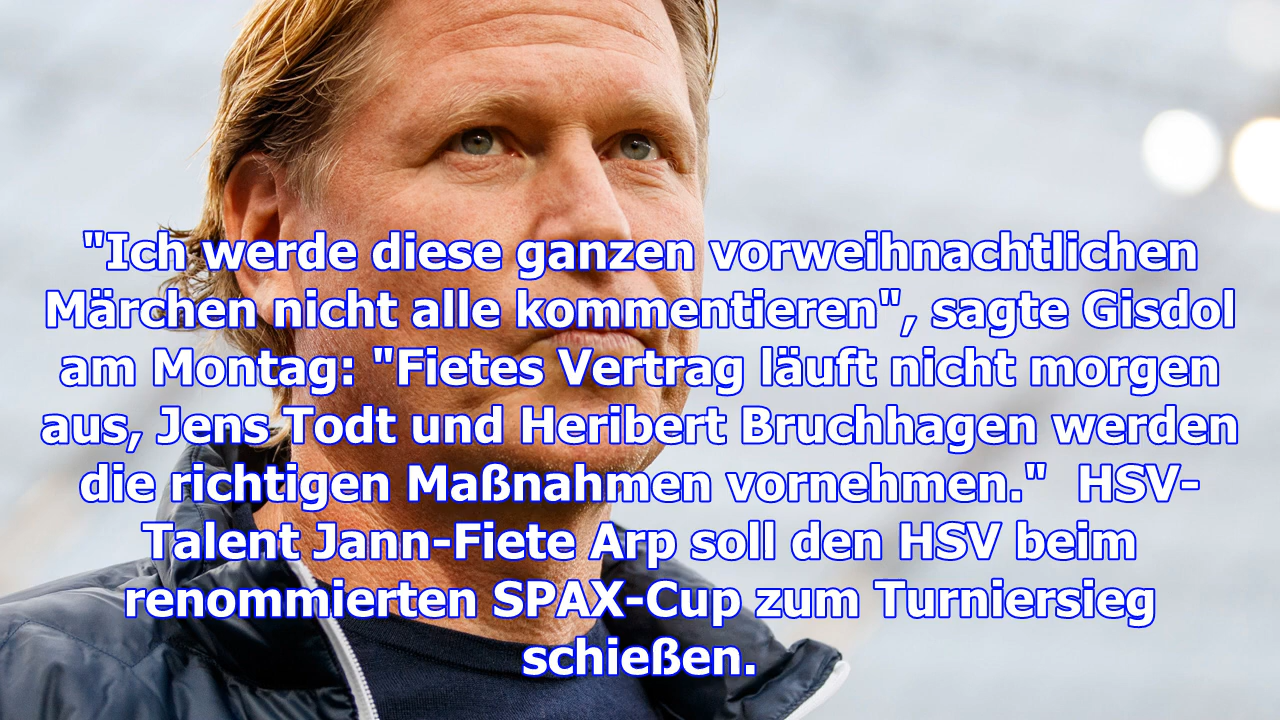 "Ich werde diese ganzen vorweihnachtlichen
Märchen nicht alle kommentieren", sagte Gisdol
am Montag: "Fietes Vertrag läuft nicht morgen
aus, Jens Todt und Heribert Bruchhagen werden
die richtigen Maßnahmen vornehmen."  HSV-
Talent Jann-Fiete Arp soll den HSV beim
renommierten SPAX-Cup zum Turniersieg
schießen.